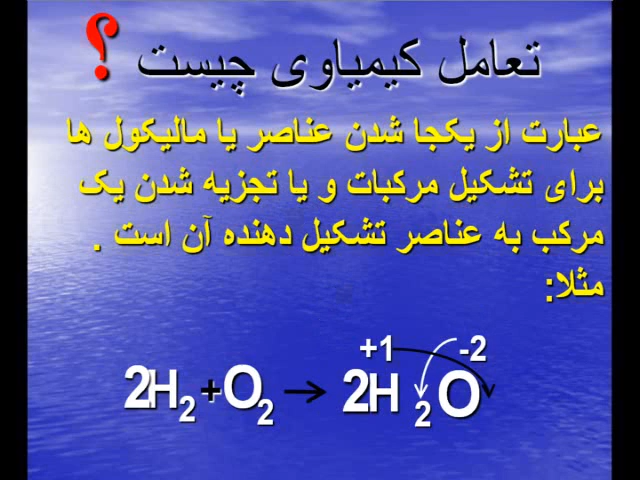 تعامل کیمیاوی چیست ؟
عبارت از یکجا شدن عناصر یا مالیکول ها
برای تشکیل مرکبات و یا تجزیه شدن یک
مرکب به عناصر تشکیل دهنده آن است .
مثلا:
+1 -2
2H2+O2 → 2H2O